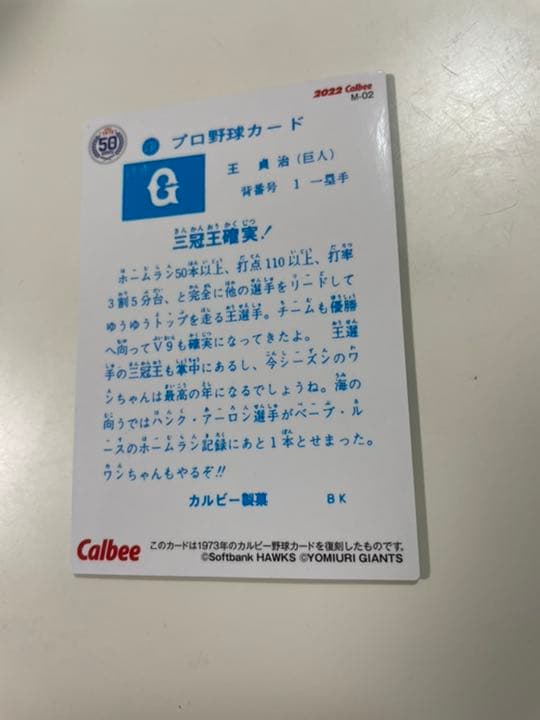 2022 Calbee
M-02
50
プロ野球カード
G
王 貞治(巨人)
背番号 1 一塁手
さんかんおうかくじつ
三冠王確実!
ホームラン50本以上、打点110以上、打率
3割5分台、と完全に他の選手をリードして
ゆうゆうトップを走る王選手。チームも優勝
へ向ってV9も確実になってきたよ。 王選
手の三冠王も掌中にあるし、今シーズンのワ
ンちゃんは最高の年になるでしょうね。海の
向うではハンク・アーロン選手がベーブ・ル
ースのホームラン記録にあと1本とせまった。
ワンちゃんもやるぞ!!
カルビー製菓 BK
Calbee このカードは1973年のカルビー野球カードを復刻したものです。
©Softbank HAWKS ©YOMIURI GIANTS